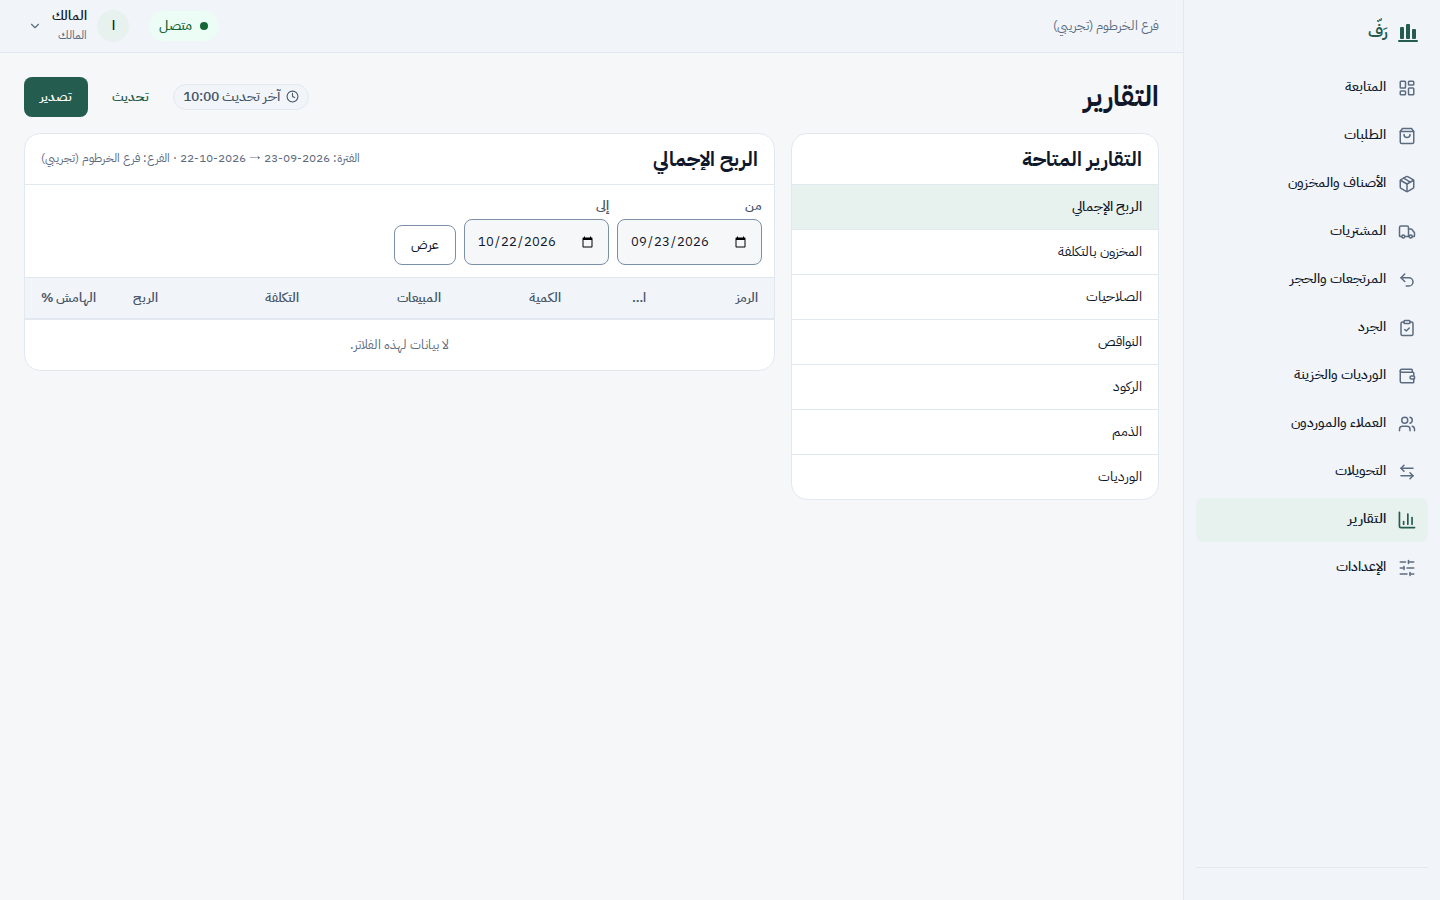 رَفّ
المتابعة
الطلبات
الأصناف والمخزون
المشتريات
المرتجعات والحجر
الجرد
الورديات والخزينة
العملاء والموردون
التحويلات
التقارير
الإعدادات
فرع الخرطوم (تجريبي)
متصل
ا
المالك
المالك
التقارير
آخر تحديث 10:00
تحديث
تصدير
التقارير المتاحة
الربح الإجمالي
المخزون بالتكلفة
الصلاحيات
النواقص
الركود
الذمم
الورديات
الربح الإجمالي
الفترة: 2026-09-23 → 2026-10-22 · الفرع: فرع الخرطوم (تجريبي)
من
إلى
09/23/2026
10/22/2026
عرض
الرمز ا... الكمية المبيعات التكلفة الربح الهامش %
لا بيانات لهذه الفلاتر.